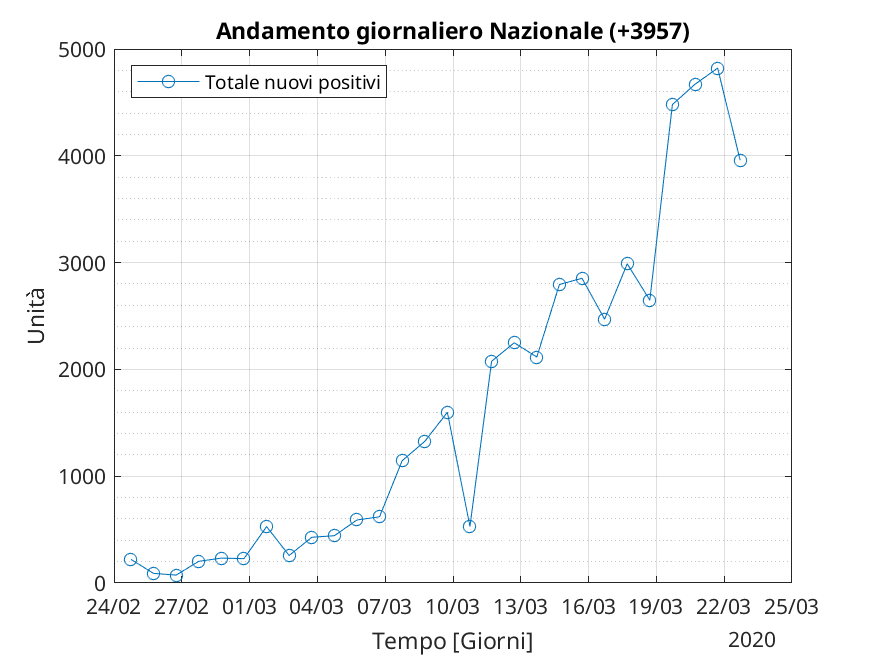 Andamento giornaliero Nazionale (+3957)
Totale nuovi positivi
5000
4000
3000
2000
1000
0
Unità
24/02 27/02 01/03 04/03 07/03 10/03 13/03 16/03 19/03 22/03 25/03
Tempo [Giorni]
2020